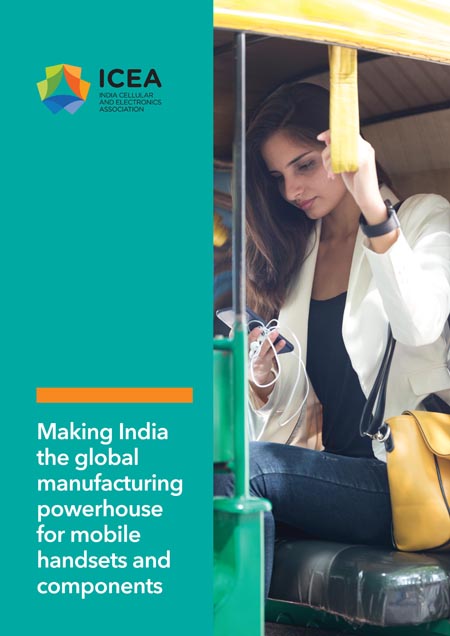 ICEA
INDIA CELLULAR
AND ELECTRONICS
ASSOCIATION
Making India
the global
manufacturing
powerhouse
for mobile
handsets and
components